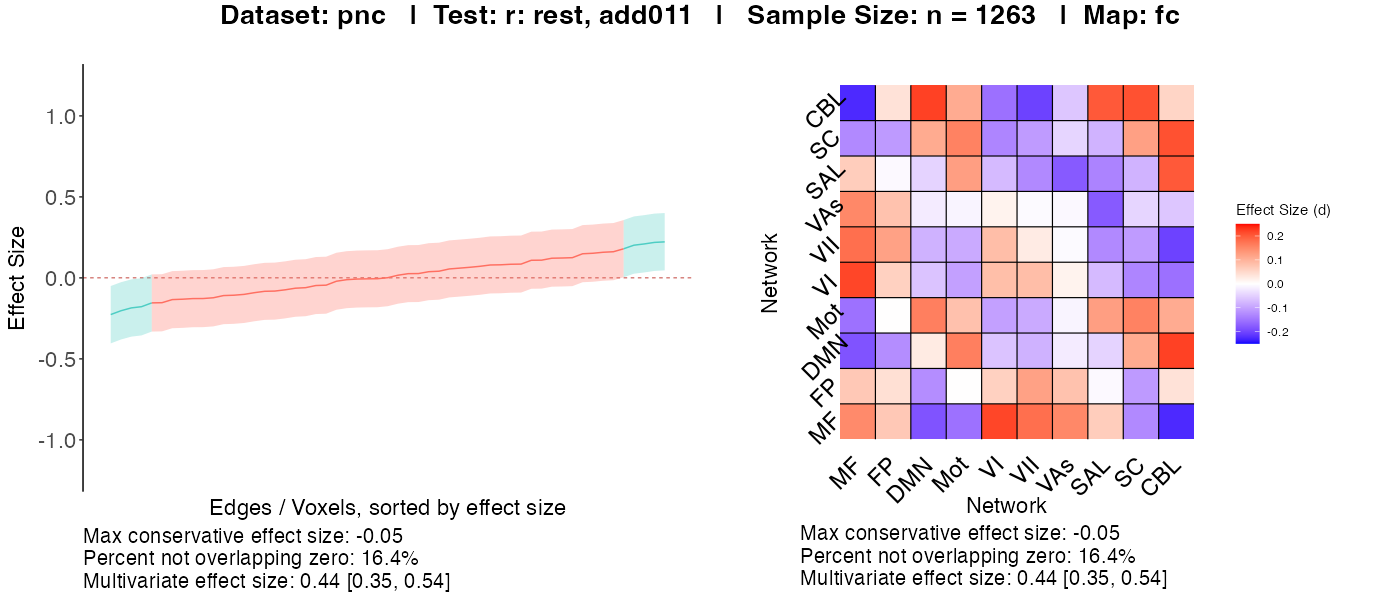 Dataset: pnc | Test: r: rest, add011 | Sample Size: n = 1263 | Map: fc
Effect Size
1.0
0.5
0.0
-0.5
-1.0
Edges / Voxels, sorted by effect size
Max conservative effect size: -0.05
Percent not overlapping zero: 16.4%
Multivariate effect size: 0.44 [0.35, 0.54]
Network
CBL
SC
SAL
VAs
VII
VI
Mot
DMN
FP
MF
MF FP DMN Mot VI VII VAs SAL SC CBL
Network
Max conservative effect size: -0.05
Percent not overlapping zero: 16.4%
Multivariate effect size: 0.44 [0.35, 0.54]
Effect Size (d)
0.2
0.1
0.0
-0.1
-0.2